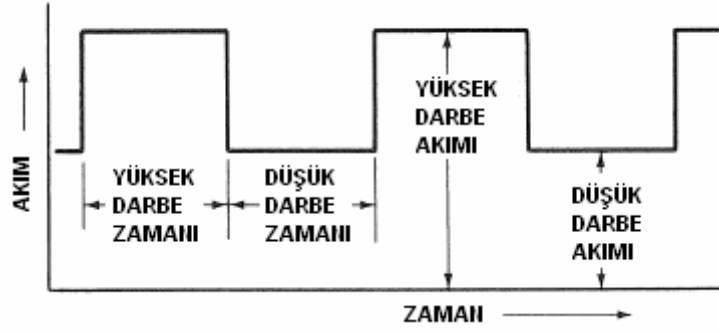 AKIM
YÜKSEK
DARBE
ZAMANI
DÜŞÜK
DARBE
ZAMANI
YÜKSEK
DARBE
AKIMI
DÜŞÜK
DARBE
AKIMI
ZAMAN